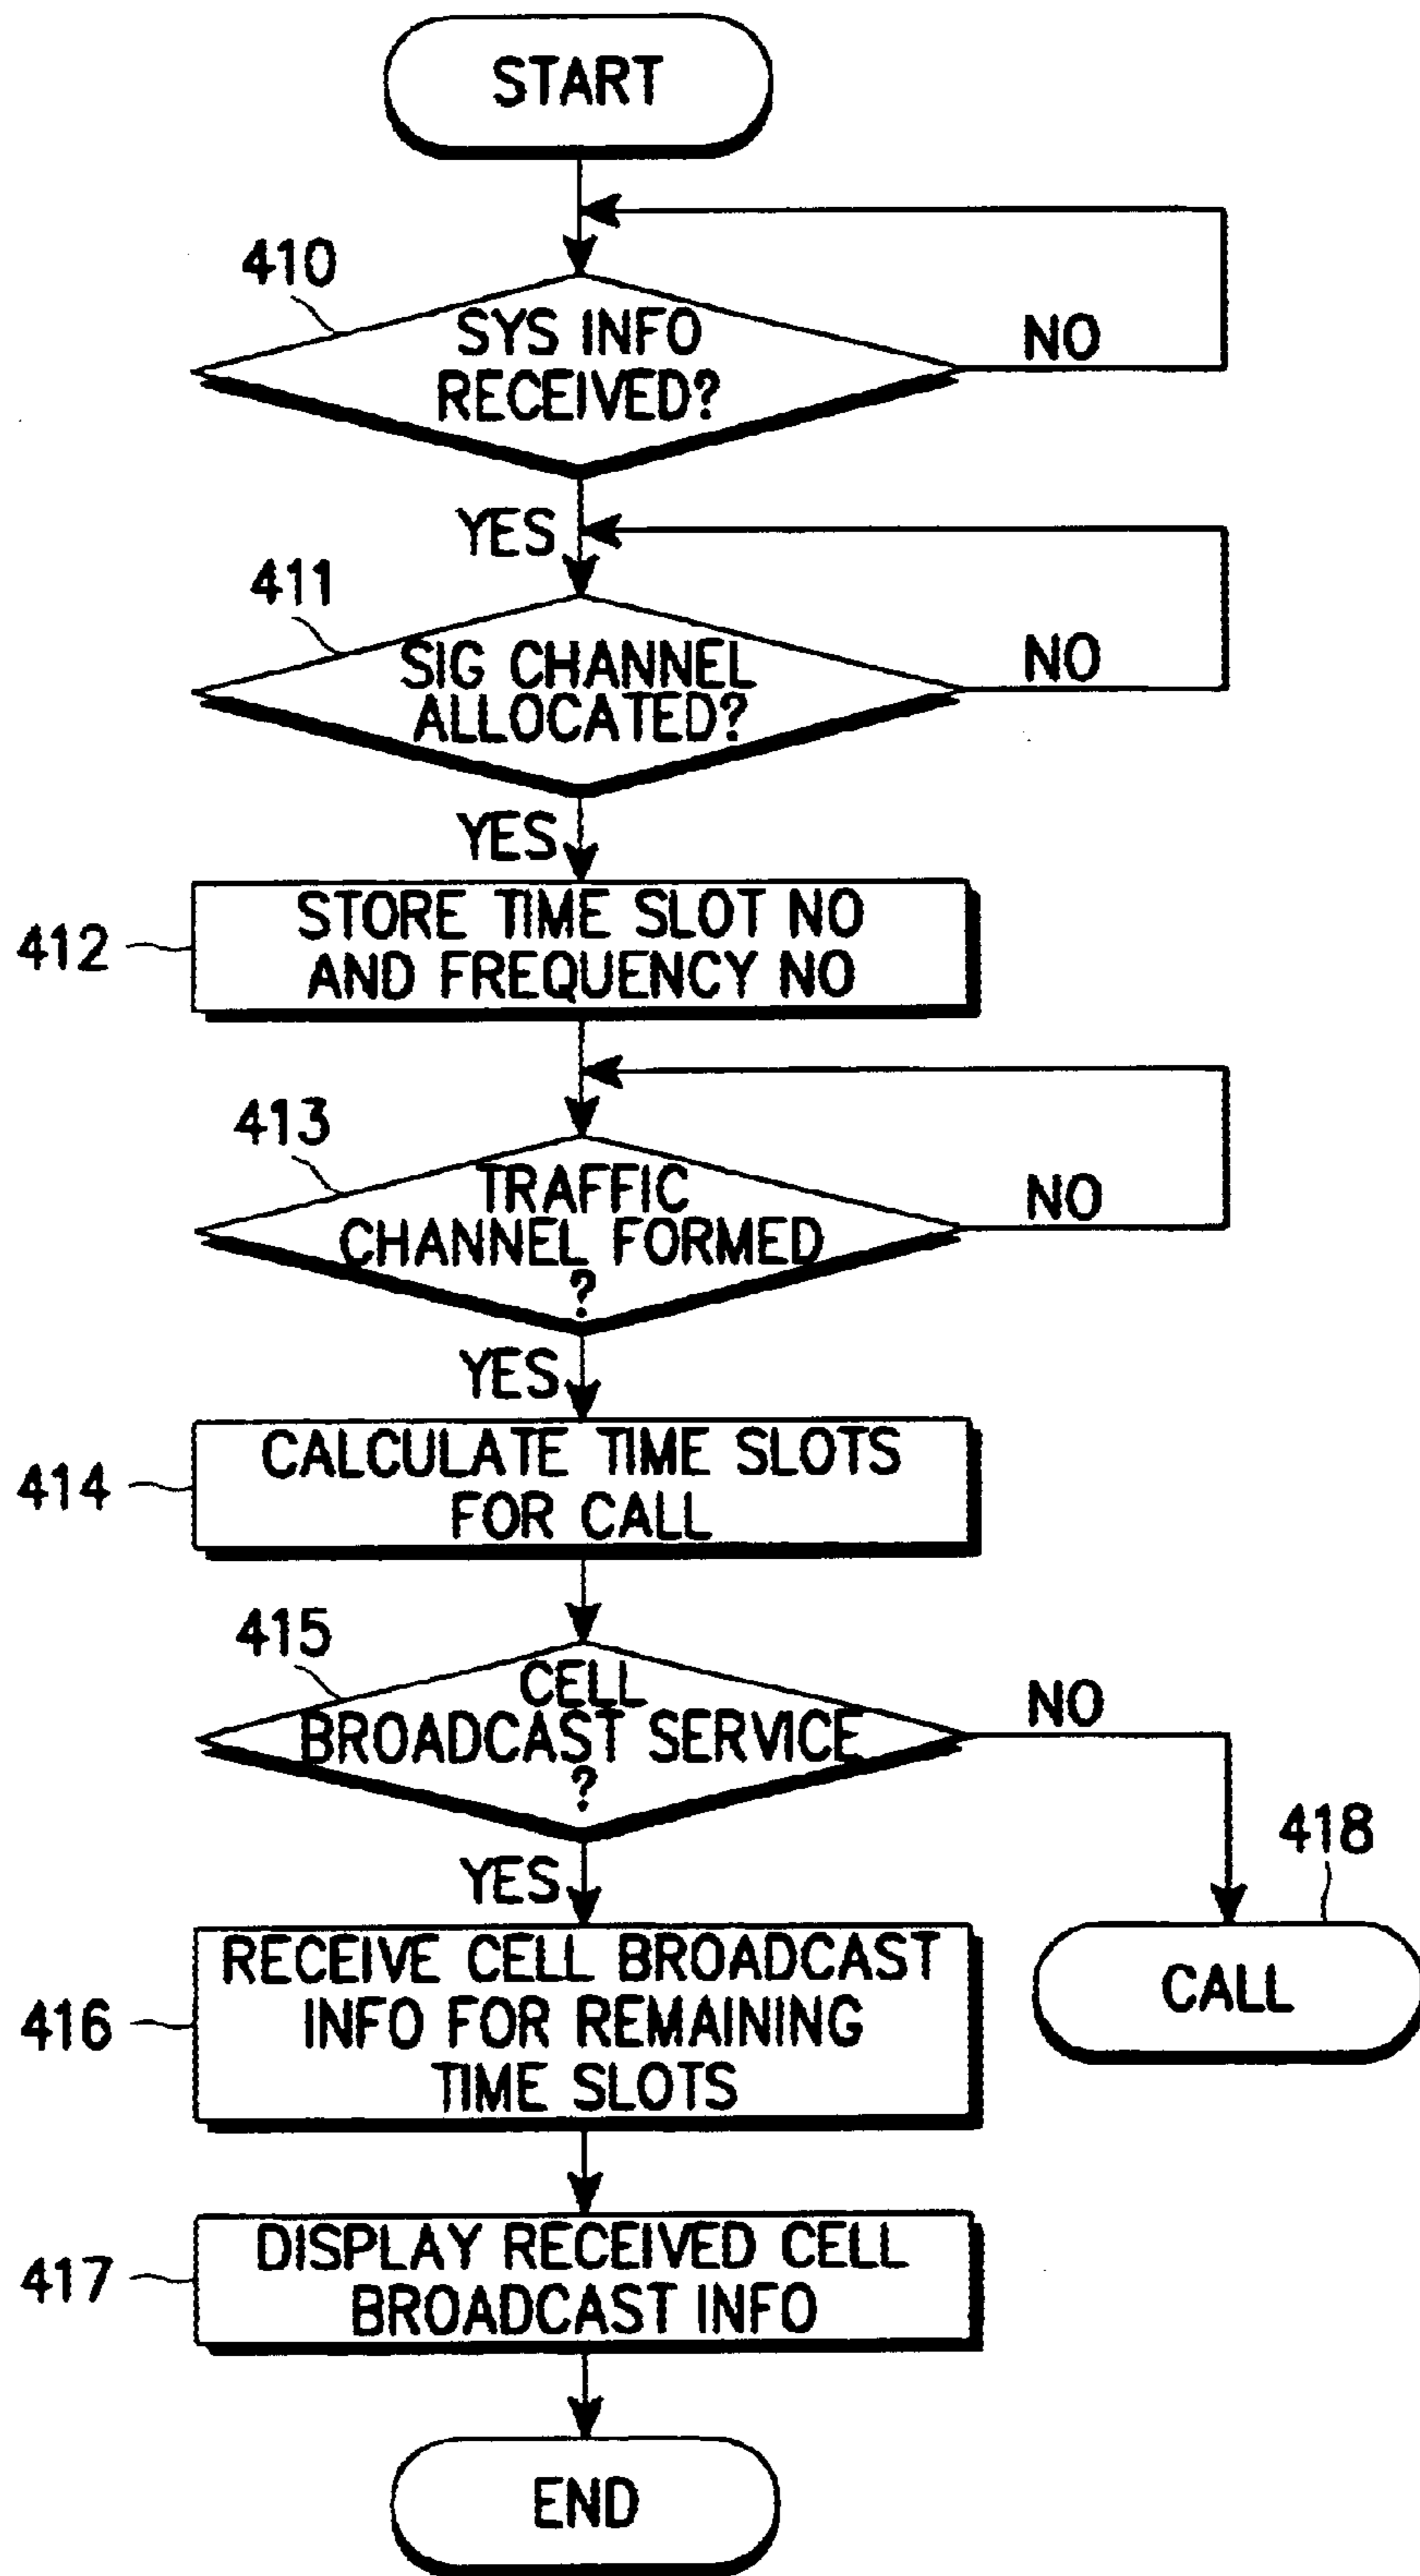 START
410
SYS INFO
RECEIVED?
NO
YES
411
SIG CHANNEL
ALLOCATED?
NO
YES
412
STORE TIME SLOT NO
AND FREQUENCY NO
413
TRAFFIC
CHANNEL FORMED
?
NO
YES
414
CALCULATE TIME SLOTS
FOR CALL
415
CELL
BROADCAST SERVICE
?
NO
YES
418
CALL
416
RECEIVE CELL BROADCAST
INFO FOR REMAINING
TIME SLOTS
417
DISPLAY RECEIVED CELL
BROADCAST INFO
END